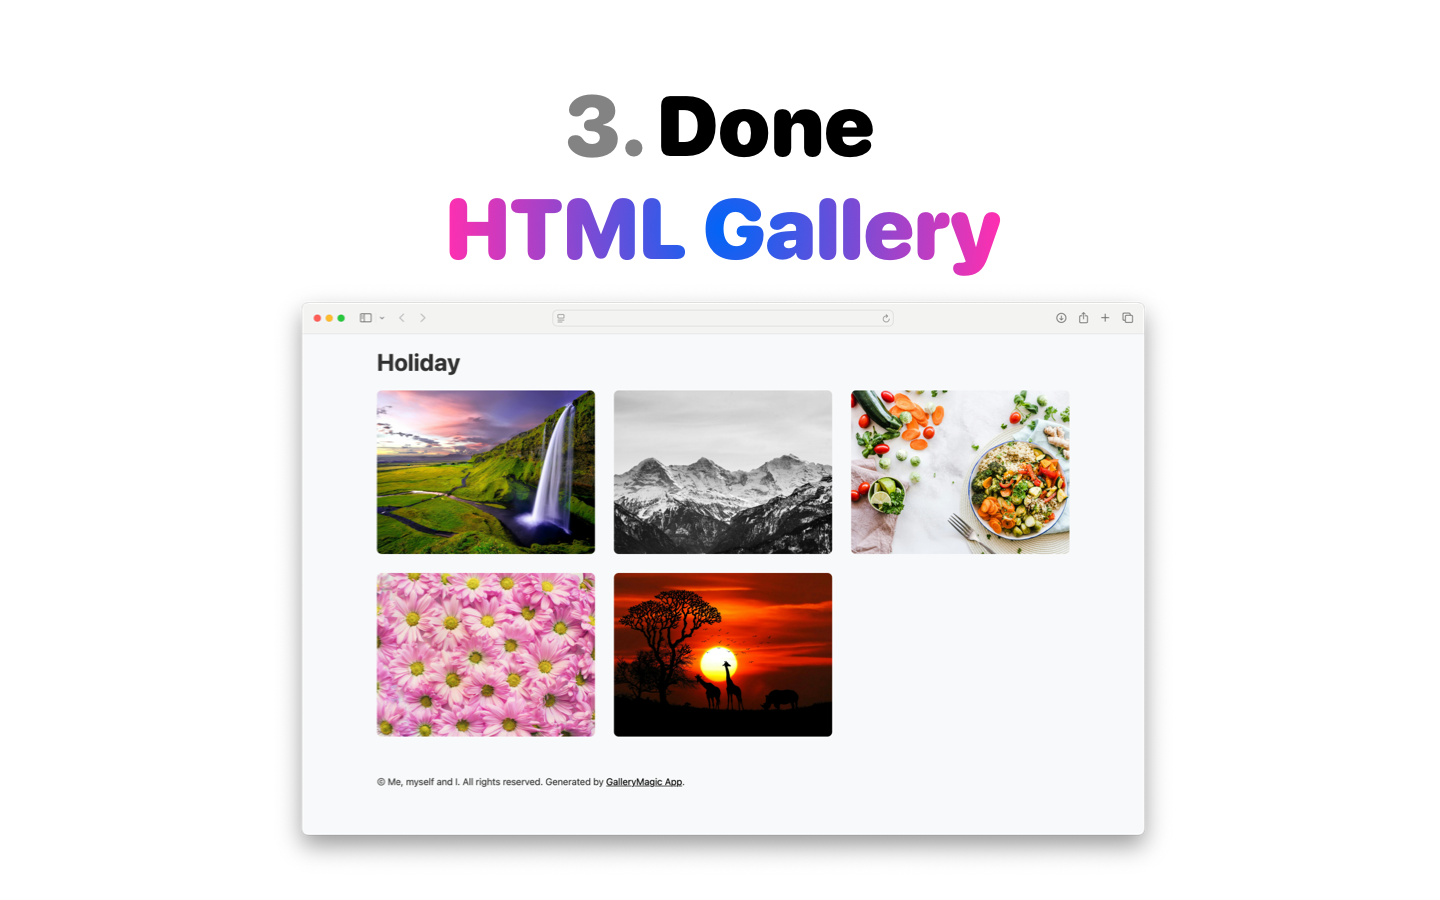 3. Done
HTML Gallery
Holiday
© Me, myself and I. All rights reserved. Generated by GalleryMagic App.